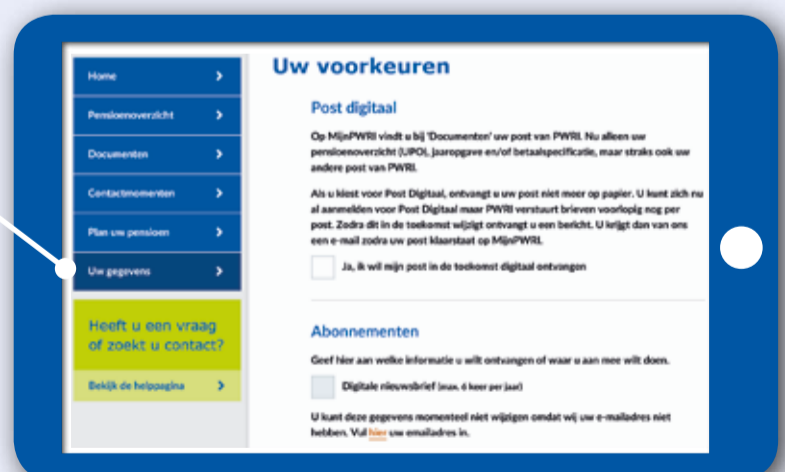 Home
Pensioenoverzicht
Documenten
Contactmomenten
Plan uw pensioen
Uw gegevens
Heeft u een vraag
of zoekt u contact?
Bekijk de helppagina
Uw voorkeuren
Post digitaal
Op MijnPWRI vindt u bij 'Documenten' uw post van PWRI. Nu alleen uw
pensioenoverzicht (UPO), jaaropgave en/of betaalspecificatie, maar straks ook uw
andere post van PWRI.
Als u kiest voor Post Digitaal, ontvangt u uw post niet meer op papier. U kunt zich nu
al aanmelden voor Post Digitaal maar PWRI verstuurt brieven voorlopig nog per
post. Zodra dit in de toekomst wijzigt ontvangt u een bericht. U krijgt dan van ons
een e-mail zodra uw post klaarstaat op MijnPWRI.
Ja, ik wil mijn post in de toekomst digitaal ontvangen
Abonnementen
Geef hier aan welke informatie u wilt ontvangen of waar u aan mee wilt doen.
Digitale nieuwsbrief (max. 6 keer per jaar)
U kunt deze gegevens momenteel niet wijzigen omdat wij uw e-mailadres niet
hebben. Vul hier uw emailadres in.